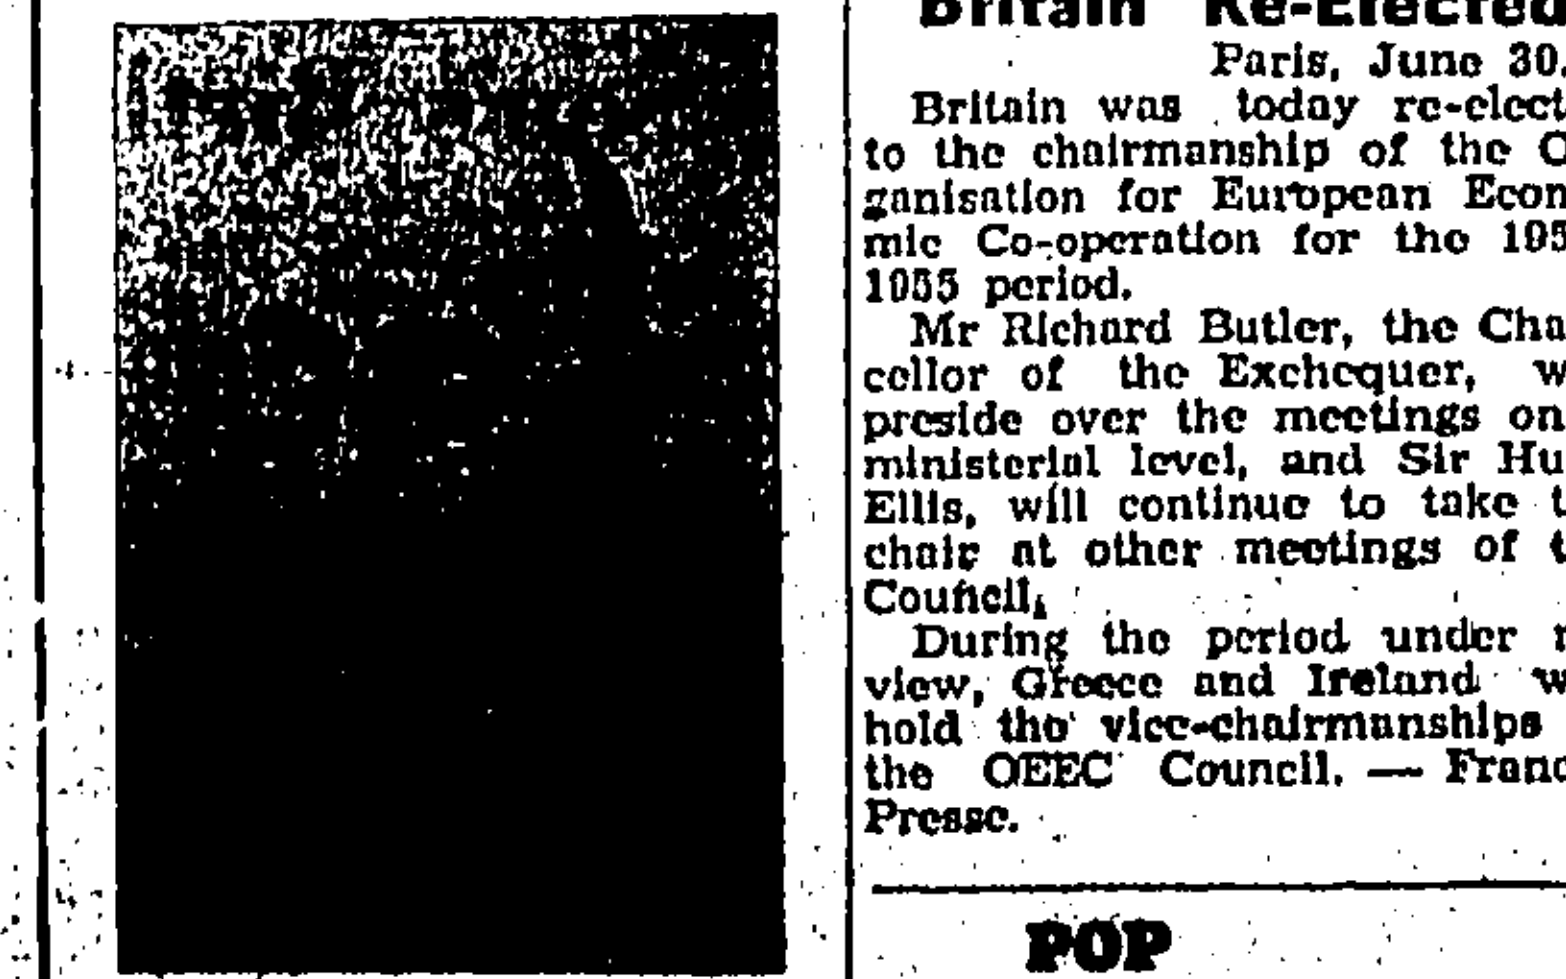 Britain Re-Elected
Paris, June 30.
Britain was today re-elect
to the chairmanship of the O
ganisation for European Econ
mic Co-operation for the 195
1955 period.
Mr Richard Butler, the Cha
cellor of the Exchequer, w
preside over the meetings on
ministerial level, and Sir Hu
Ellis, will continue to take t
chair at other meetings of t
Council.
During the period under r
view, Greece and Ireland w
hold the vice-chairmanships
the OEEC Council. — Franc
Presse.
POP